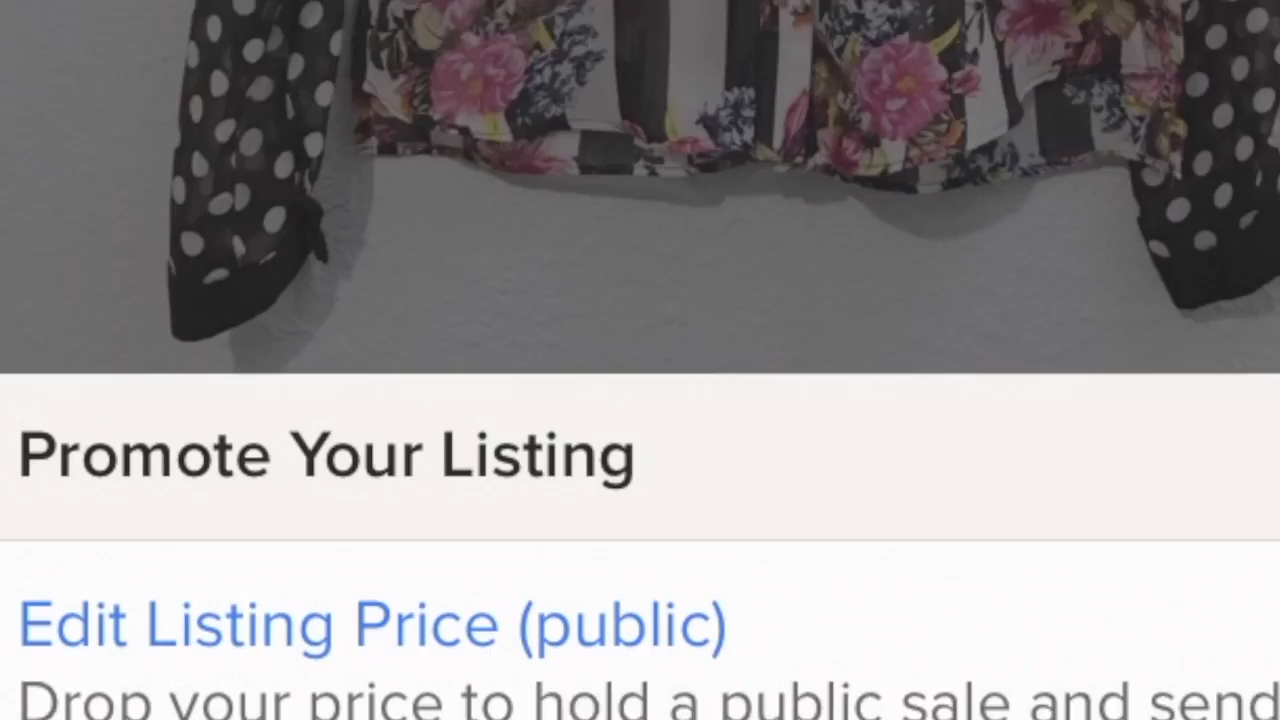 Promote Your Listing
Edit Listing Price (public)
Drop your price to hold a public sale and send